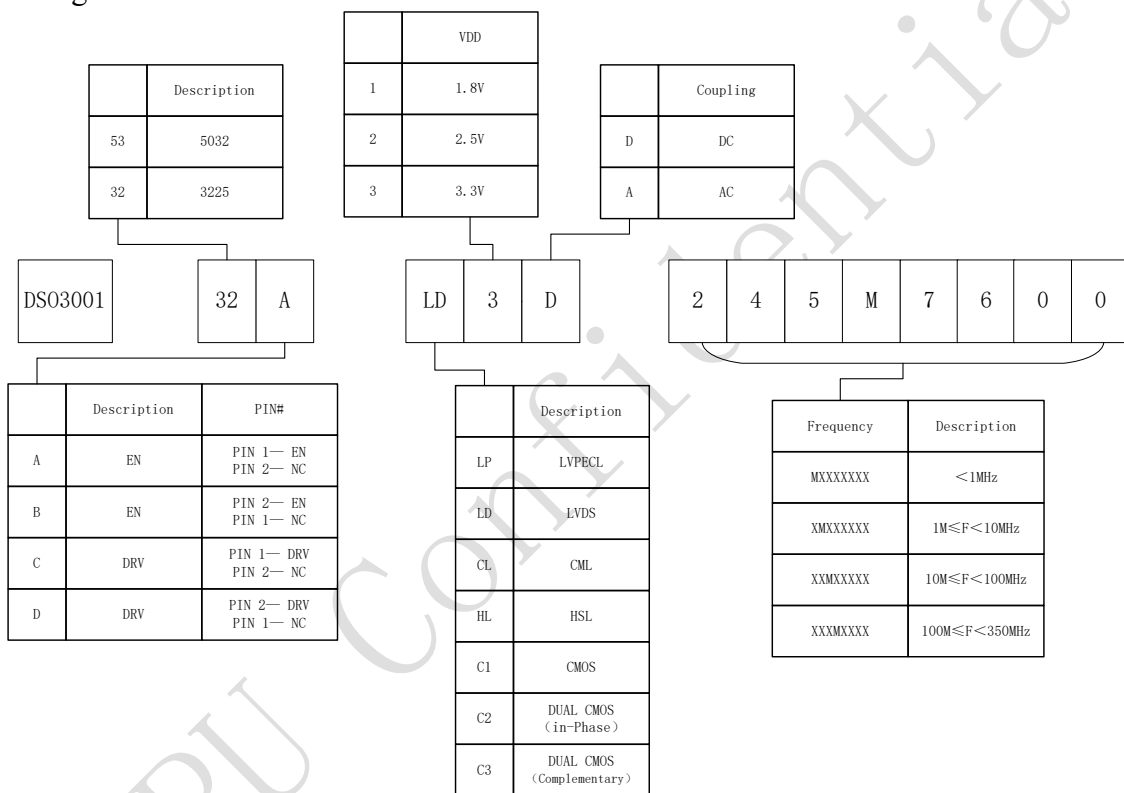 VDD
1 1.8V
2 2.5V
3 3.3V
Description
53 5032
32 3225
Coupling
D DC
A AC
DSO3001 32 A LD 3 D 2 4 5 M 7 6 0 0
Description PIN#
A EN PIN 1— EN
PIN 2— NC
B EN PIN 2— EN
PIN 1— NC
C DRV PIN 1— DRV
PIN 2— NC
D DRV PIN 2— DRV
PIN 1— NC
Description
LP LVPECL
LD LVDS
CL CML
HL HSL
C1 CMOS
C2 DUAL CMOS
（in-Phase）
C3 DUAL CMOS
（Complementary）
Frequency Description
MXXXXXXX ＜1MHz
XMXXXXXX 1M≤F＜10MHz
XXMXXXXX 10M≤F＜100MHz
XXXMXXXX 100M≤F＜350MHz
PU Confidentia